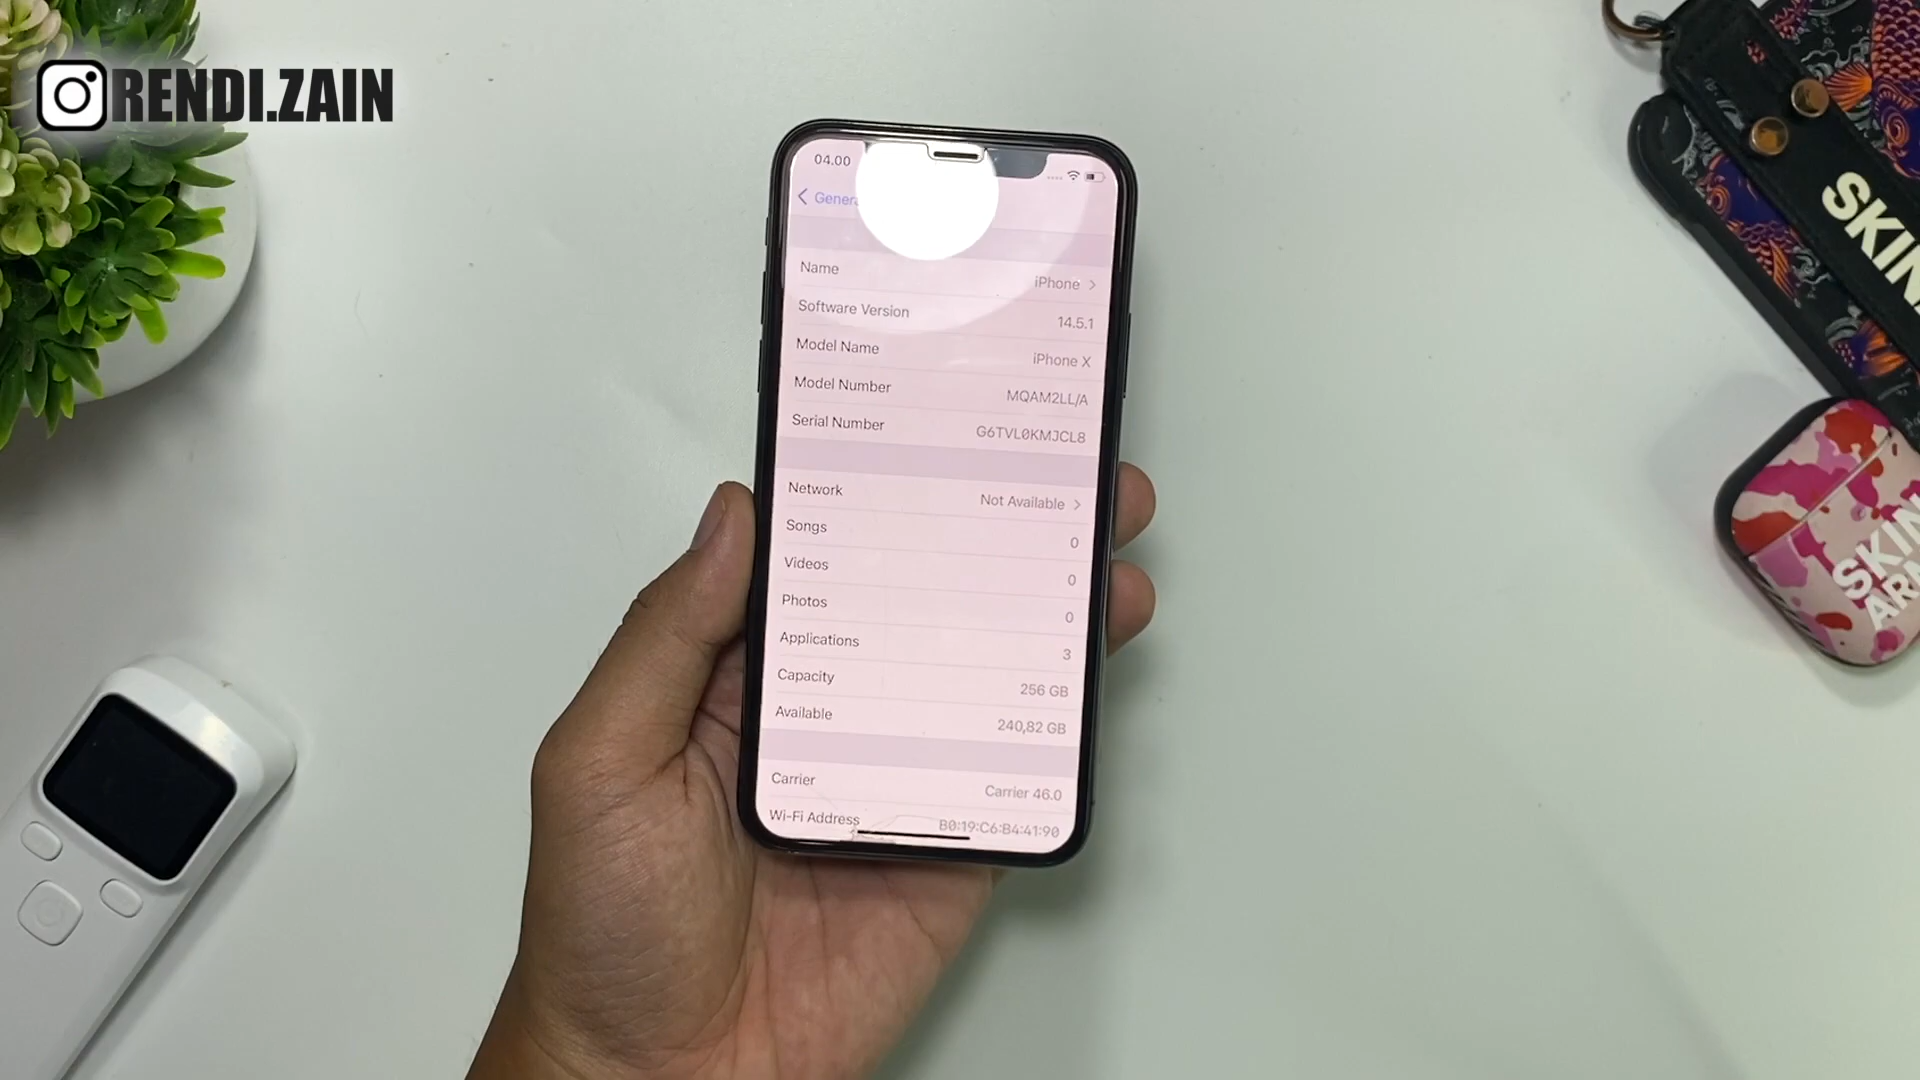 RENDI.ZAIN
04.00
Name
iPhone
Software Version
14.5.1
Model Name
iPhone X
Model Number
MQAM2LL/A
Serial Number
G6TVL0KMJCL8
Network
Not Available
Songs
0
Videos
0
Photos
0
Applications
3
Capacity
256 GB
Available
240,82 GB
Carrier
Carrier 46.0
Wi-Fi Address
B0:19:C6:B4:41:90
SKIN
SKIN
AR